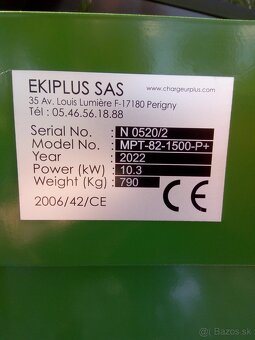 EKIPLUS SAS
www.chargeurplus.com
35 Av. Louis Lumière F-17180 Perigny
Tél : 05.46.56.18.88
Serial No. : N 0520/2
Model No. : MPT-82-1500-P+
Year : 2022
Power (kW) : 10.3
Weight (Kg) : 790
2006/42/CE CE
Bazos.sk